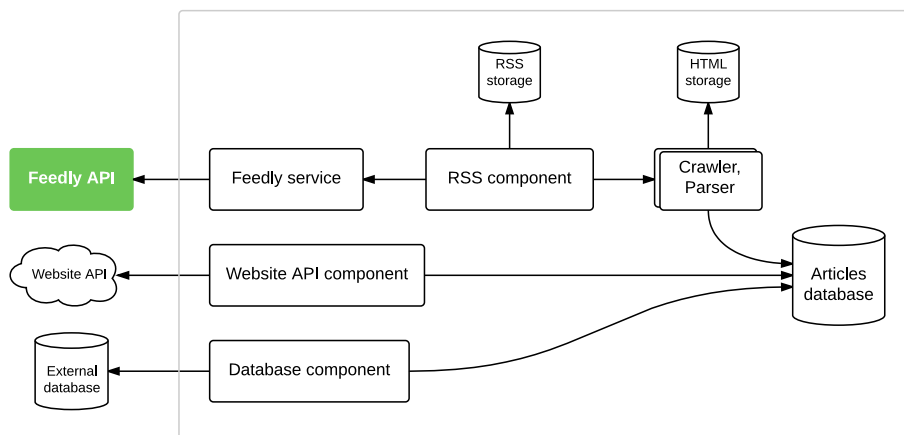 RSS
storage
HTML
storage
Feedly API
Feedly service
RSS component
Crawler,
Parser
Website API
Website API component
Articles
database
External
database
Database component